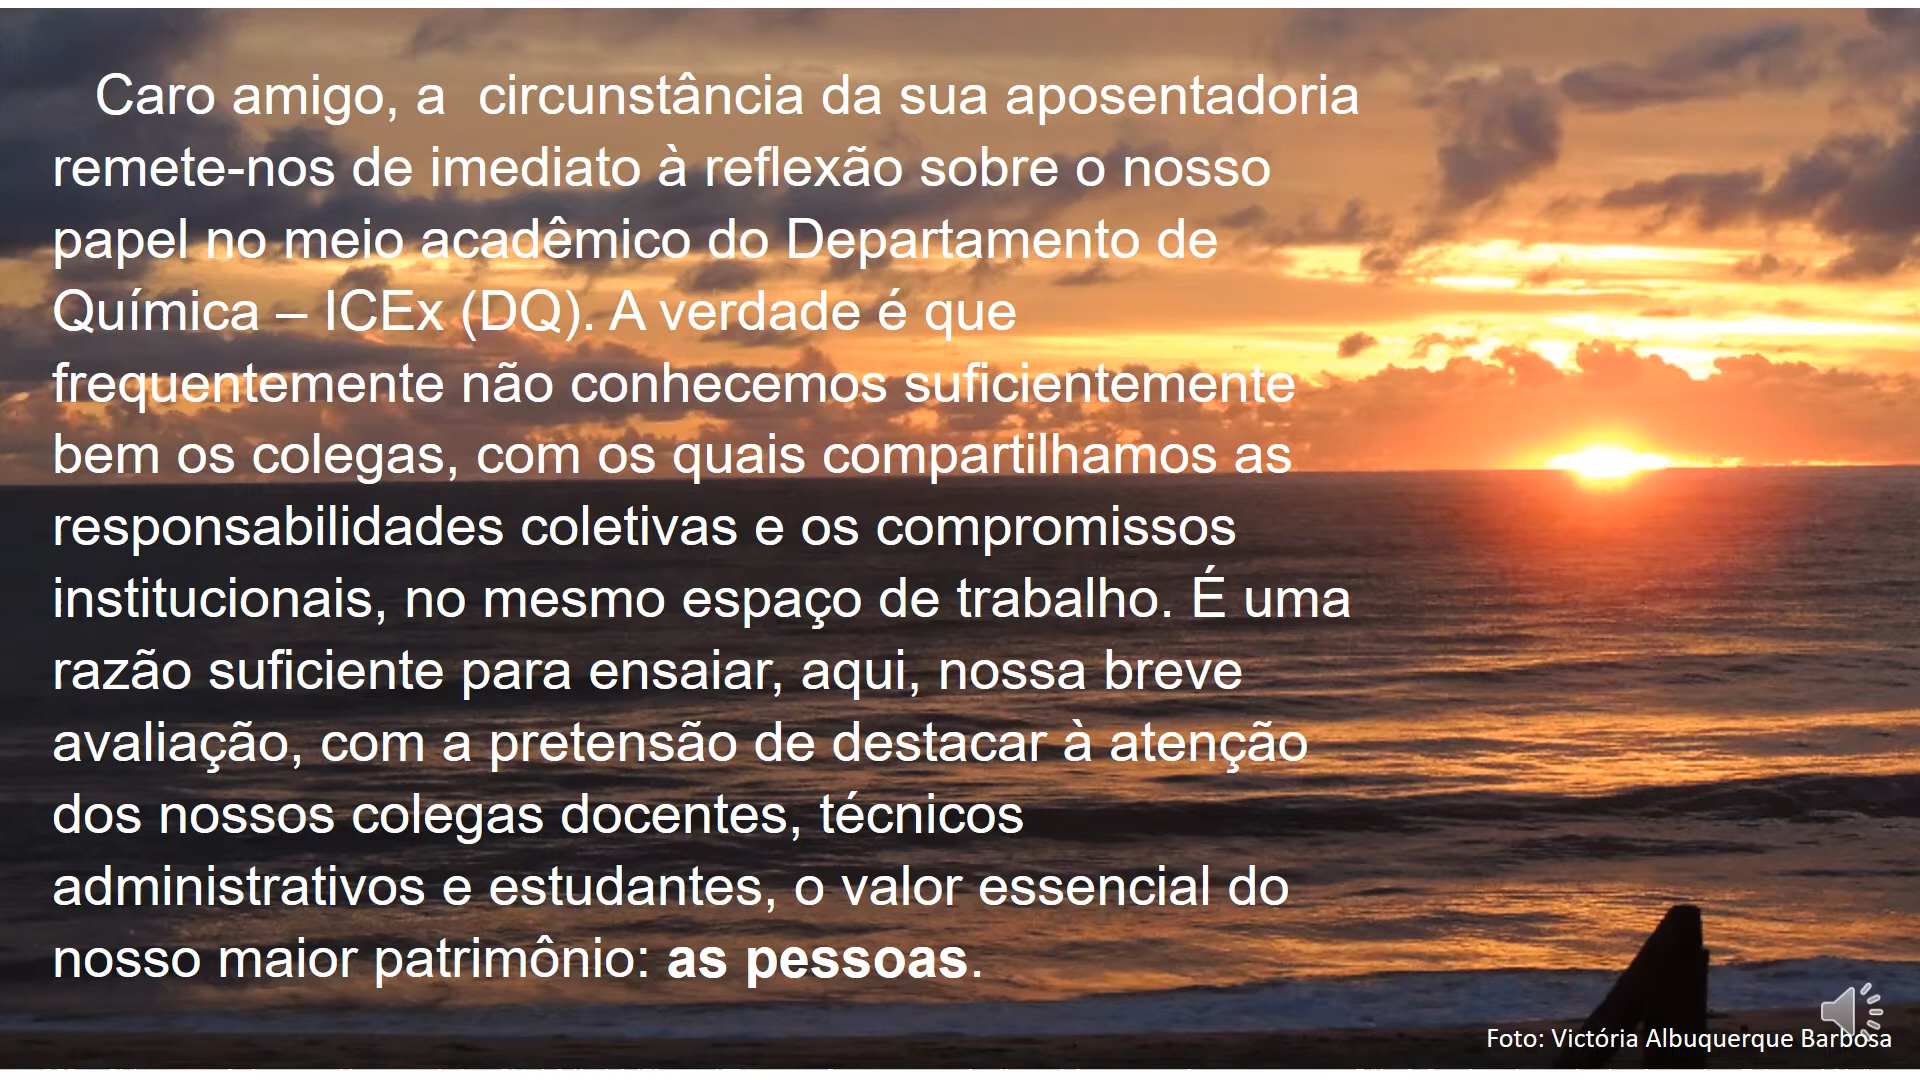 Caro amigo, a  circunstância da sua aposentadoria
remete-nos de imediato à reflexão sobre o nosso
papel no meio acadêmico do Departamento de
Química – ICEx (DQ). A verdade é que
frequentemente não conhecemos suficientemente
bem os colegas, com os quais compartilhamos as
responsabilidades coletivas e os compromissos
institucionais, no mesmo espaço de trabalho. É uma
razão suficiente para ensaiar, aqui, nossa breve
avaliação, com a pretensão de destacar à atenção
dos nossos colegas docentes, técnicos
administrativos e estudantes, o valor essencial do
nosso maior patrimônio: as pessoas.
Foto: Victória Albuquerque Barbosa